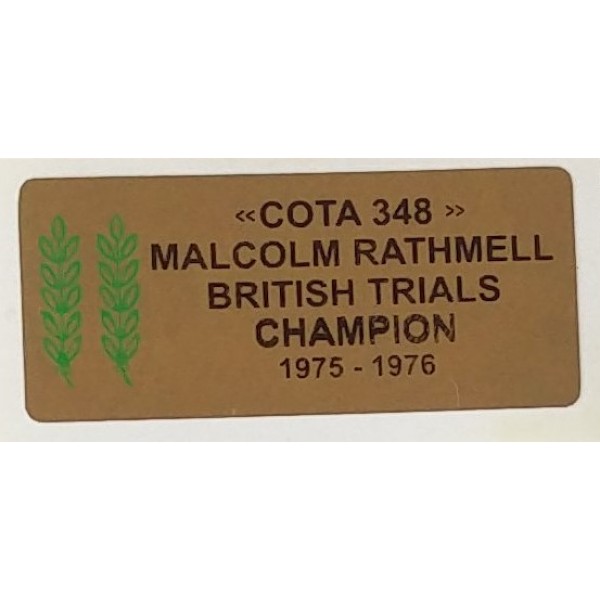 «COTA 348 »
MALCOLM RATHMELL
BRITISH TRIALS
CHAMPION
1975 - 1976